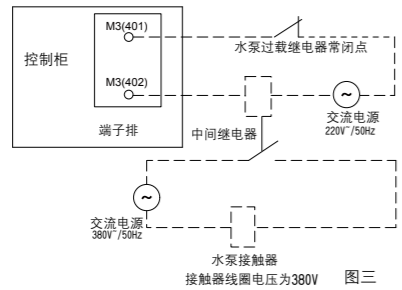 M3(401)
水泵过载继电器常闭点
控制柜
M3(402)
~
交流电源
220V~/50Hz
端子排
中间继电器
~
交流电源
380V~/50Hz
水泵接触器
接触器线圈电压为380V
图三